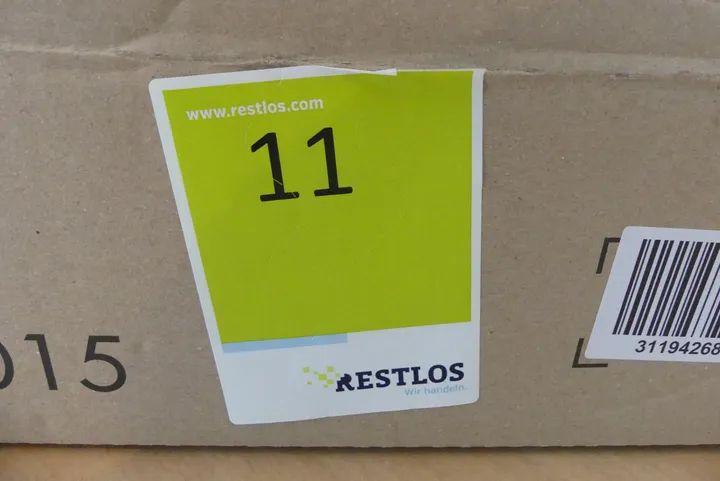 www.restlos.com
11
RESTLOS
Wir handeln.
015
31194268